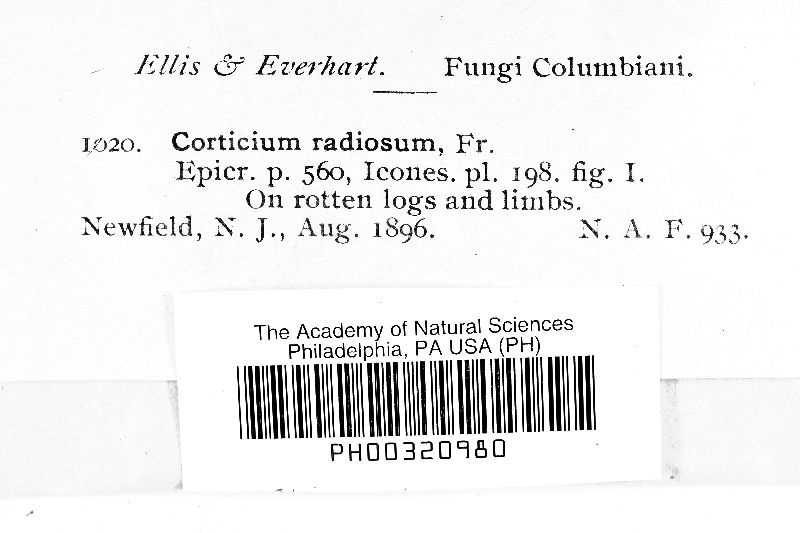 Ellis & Everhart. Fungi Columbiani.
1020. Corticium radiosum, Fr.
Epicr. p. 560, Icones. pl. 198. fig. I.
On rotten logs and limbs.
Newfield, N. J., Aug. 1896. N. A. F. 933.
The Academy of Natural Sciences
Philadelphia, PA USA (PH)
PH00320980